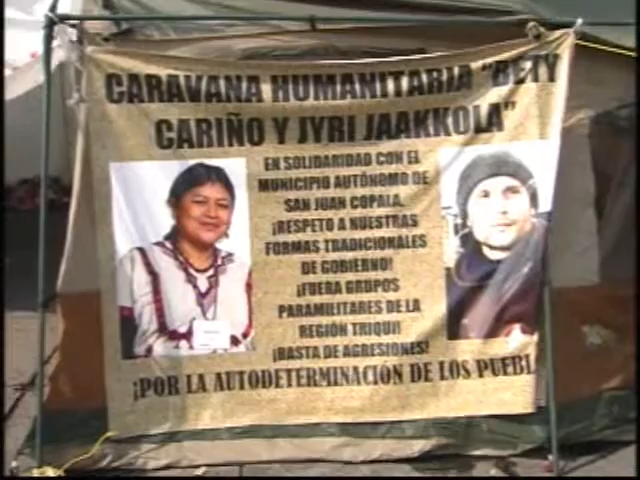 CARAVANA HUMANITARIA "BETY
CARIÑO Y JYRI JAAKKOLA"
EN SOLIDARIDAD CON EL
MUNICIPIO AUTÓNOMO DE
SAN JUAN COPALA.
¡RESPETO A NUESTRAS
FORMAS TRADICIONALES
DE GOBIERNO!
¡FUERA GRUPOS
PARAMILITARES DE LA
REGIÓN TRIQUI!
¡BASTA DE AGRESIONES!
¡POR LA AUTODETERMINACIÓN DE LOS PUEBL